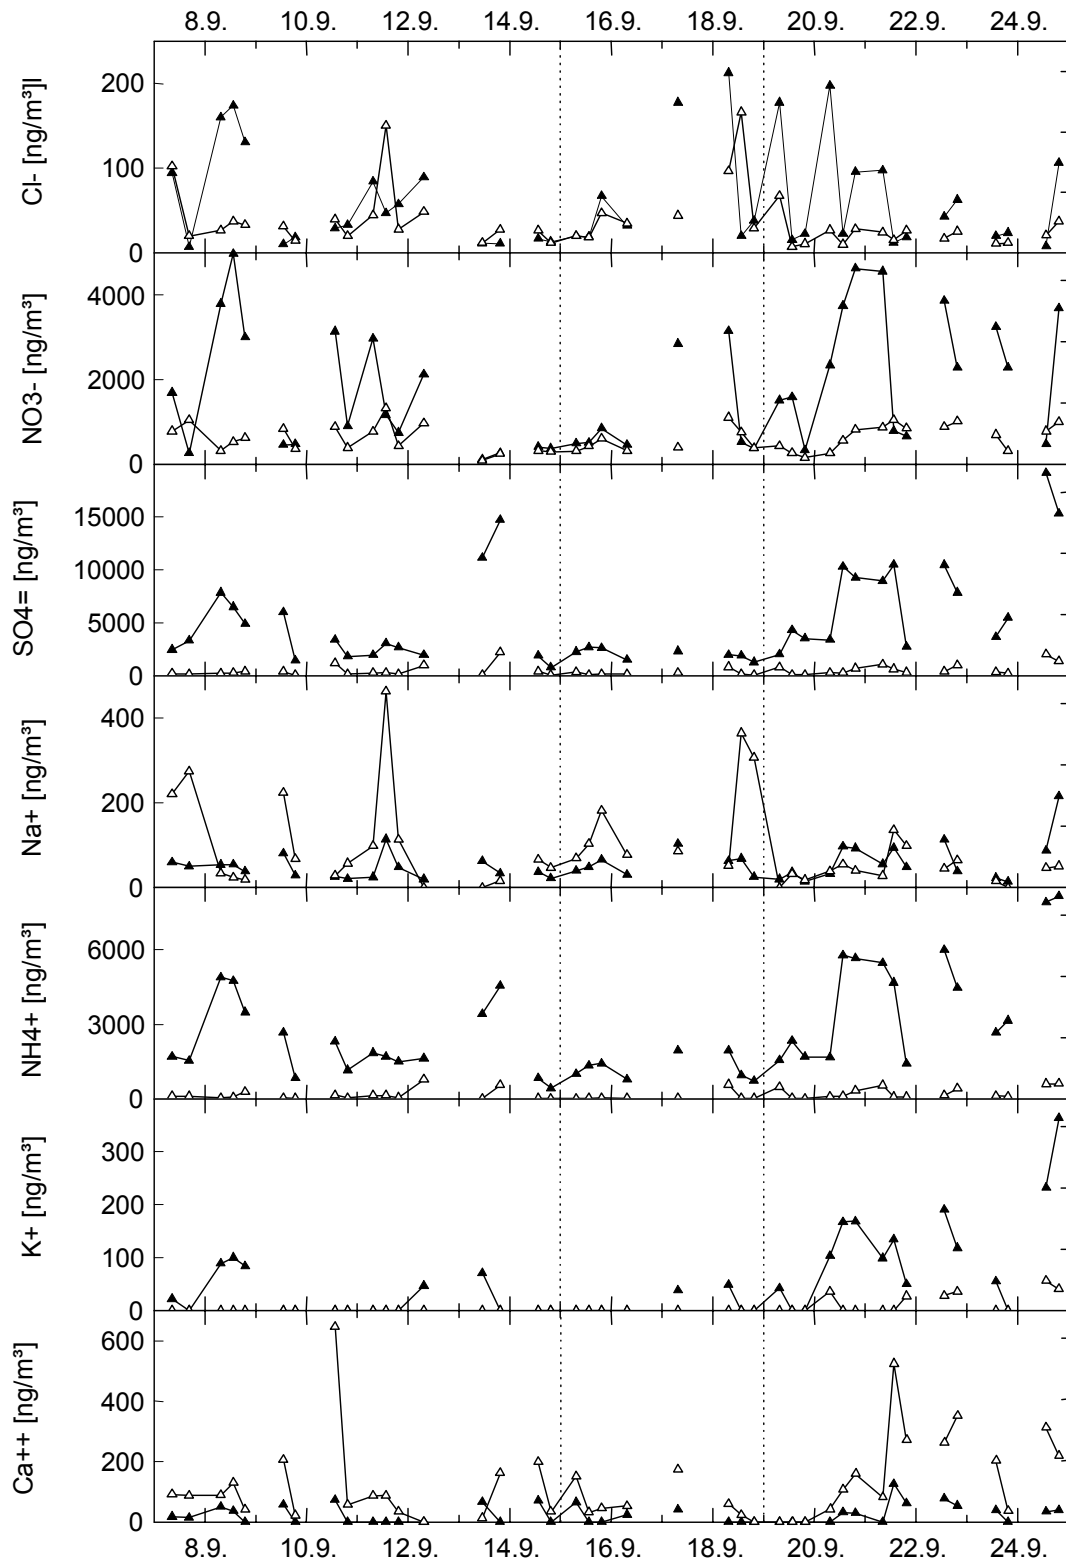 8.9. 10.9. 12.9. 14.9. 16.9. 18.9. 20.9. 22.9. 24.9.
Cl- [ng/m³]l
200
100
0
NO3- [ng/m³]
4000
2000
0
SO4= [ng/m³]
15000
10000
5000
0
Na+ [ng/m³]
400
200
0
NH4+ [ng/m³]
6000
3000
0
K+ [ng/m³]
300
200
100
0
Ca++ [ng/m³]
600
400
200
0
8.9. 10.9. 12.9. 14.9. 16.9. 18.9. 20.9. 22.9. 24.9.